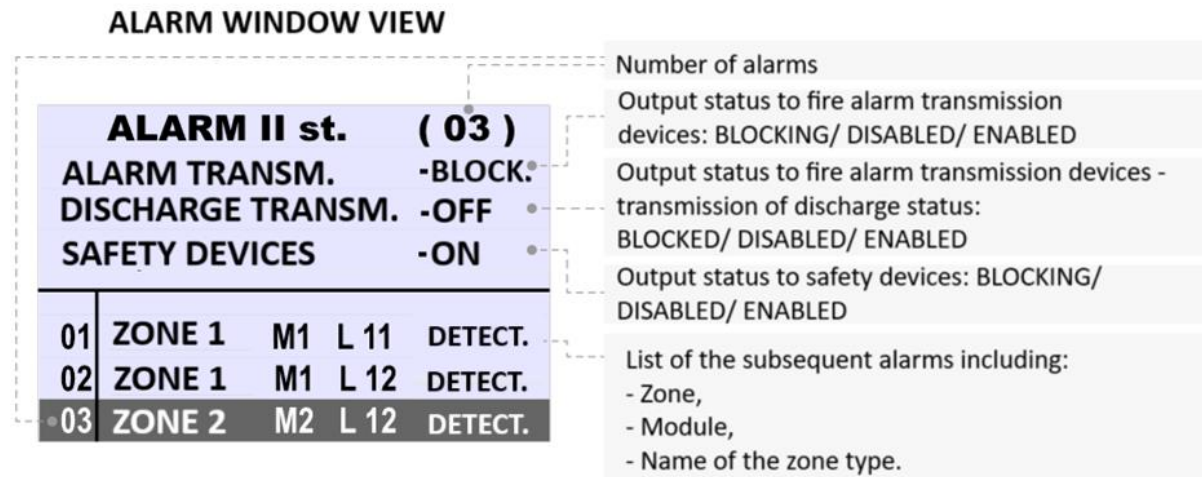 ALARM WINDOW VIEW
ALARM II st. ( 03 )
ALARM TRANSM. -BLOCK.
DISCHARGE TRANSM. -OFF
SAFETY DEVICES -ON
01 ZONE 1 M1 L 11 DETECT.
02 ZONE 1 M1 L 12 DETECT.
03 ZONE 2 M2 L 12 DETECT.
Number of alarms
Output status to fire alarm transmission
devices: BLOCKING/ DISABLED/ ENABLED
Output status to fire alarm transmission devices -
transmission of discharge status:
BLOCKED/ DISABLED/ ENABLED
Output status to safety devices: BLOCKING/
DISABLED/ ENABLED
List of the subsequent alarms including:
- Zone,
- Module,
- Name of the zone type.